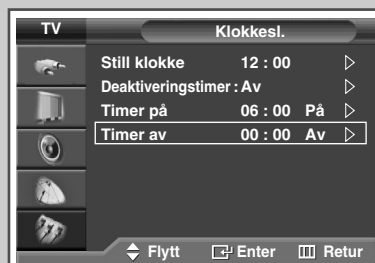 TV
Klokkesl.
Still klokke 12 : 00
Deaktiveringstimer : Av
Timer på 06 : 00 På
Timer av 00 : 00 Av
Flytt Enter Retur